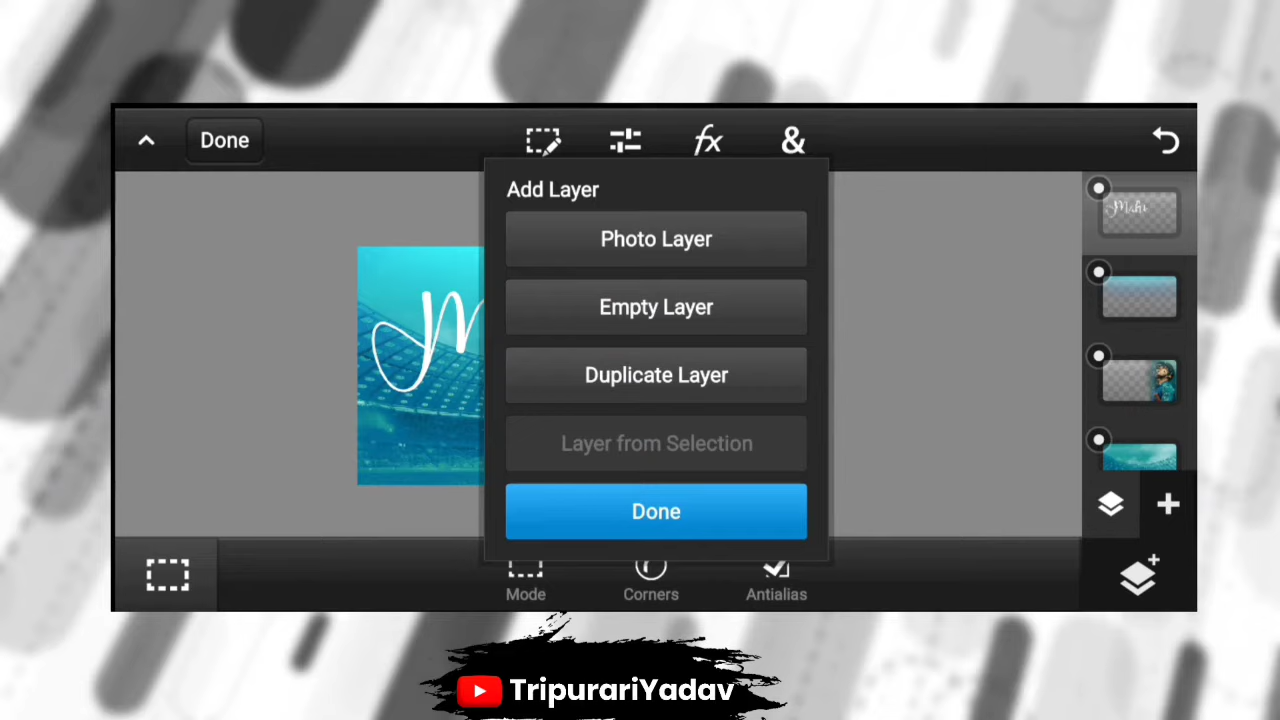 Done
fx
&
Add Layer
Photo Layer
Empty Layer
Duplicate Layer
Layer from Selection
Done
Mode
Corners
Antialias
TripurariYadav